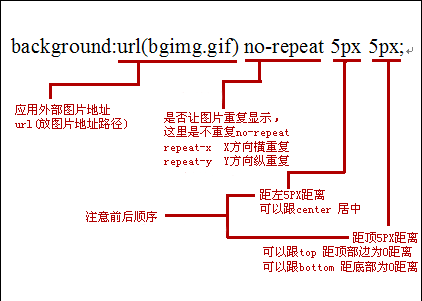 background:url(bgimg.gif) no-repeat 5px 5px;
应用外部图片地址
url(放图片地址路径)
是否让图片重复显示，
这里是不重复no-repeat
repeat-x X方向横重复
repeat-y Y方向纵重复
距左5PX距离
可以跟center 居中
注意前后顺序
距顶5PX距离
可以跟top 距顶部边为0距离
可以跟bottom 距底部为0距离